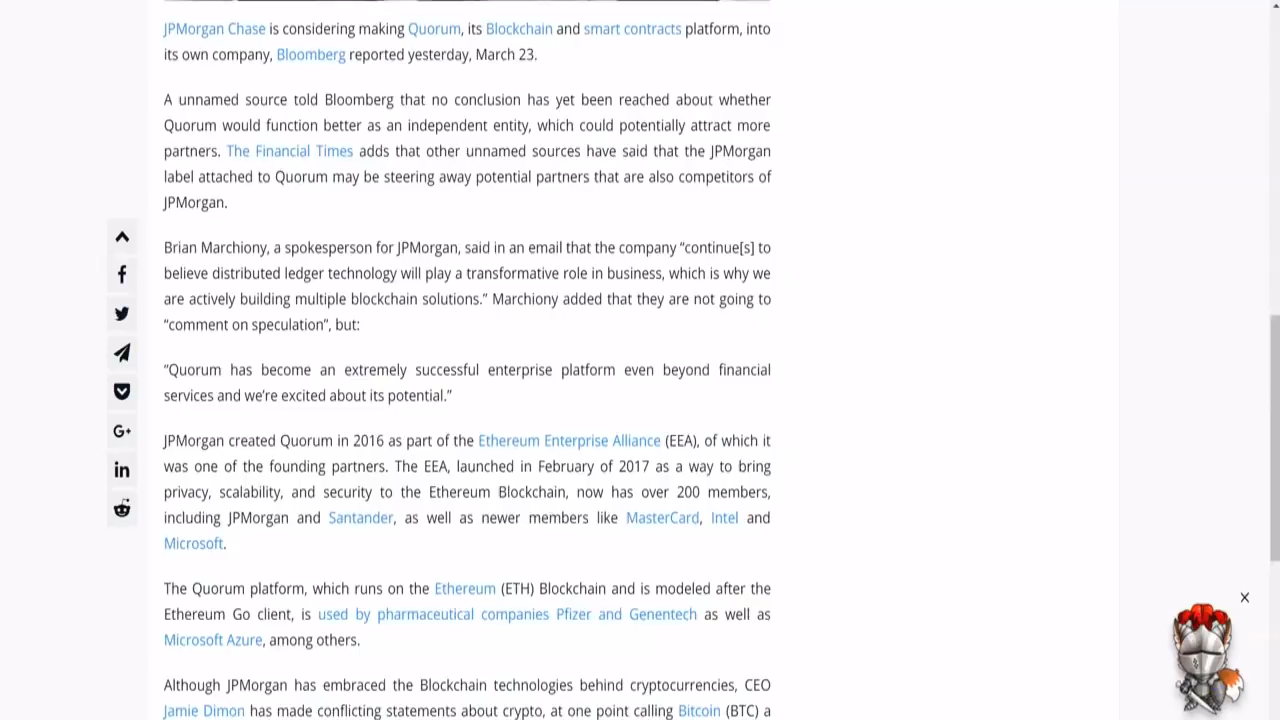 JPMorgan Chase is considering making Quorum, its Blockchain and smart contracts platform, into
its own company, Bloomberg reported yesterday, March 23.
A unnamed source told Bloomberg that no conclusion has yet been reached about whether
Quorum would function better as an independent entity, which could potentially attract more
partners. The Financial Times adds that other unnamed sources have said that the JPMorgan
label attached to Quorum may be steering away potential partners that are also competitors of
JPMorgan.
Brian Marchiony, a spokesperson for JPMorgan, said in an email that the company “continue[s] to
believe distributed ledger technology will play a transformative role in business, which is why we
are actively building multiple blockchain solutions.” Marchiony added that they are not going to
“comment on speculation”, but:
“Quorum has become an extremely successful enterprise platform even beyond financial
services and we’re excited about its potential.”
JPMorgan created Quorum in 2016 as part of the Ethereum Enterprise Alliance (EEA), of which it
was one of the founding partners. The EEA, launched in February of 2017 as a way to bring
privacy, scalability, and security to the Ethereum Blockchain, now has over 200 members,
including JPMorgan and Santander, as well as newer members like MasterCard, Intel and
Microsoft.
The Quorum platform, which runs on the Ethereum (ETH) Blockchain and is modeled after the
Ethereum Go client, is used by pharmaceutical companies Pfizer and Genentech as well as
Microsoft Azure, among others.
Although JPMorgan has embraced the Blockchain technologies behind cryptocurrencies, CEO
Jamie Dimon has made conflicting statements about crypto, at one point calling Bitcoin (BTC) a